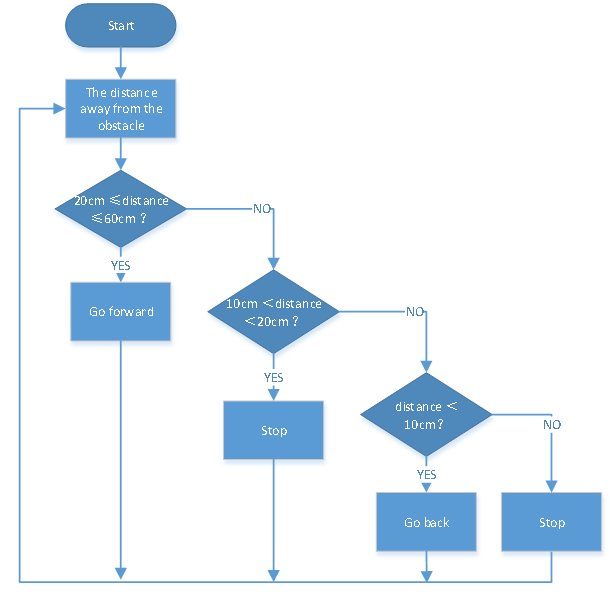 Start
The distance
away from the
obstacle
20cm ≤distance
≤60cm？
NO
YES
Go forward
10cm＜distance
＜20cm？
NO
YES
Stop
distance＜
10cm？
NO
YES
Go back
Stop